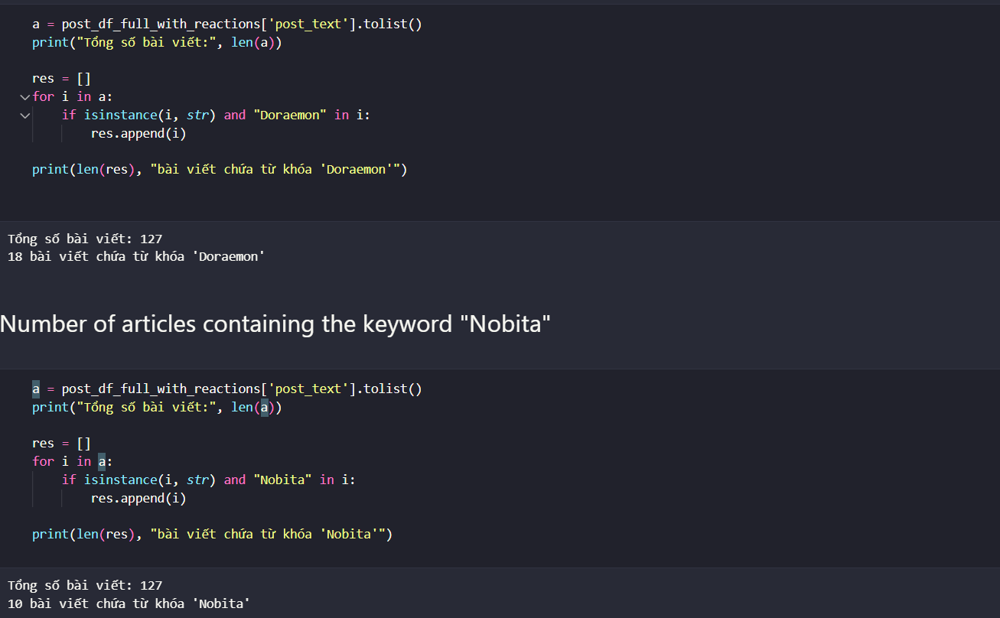 a = post_df_full_with_reactions['post_text'].tolist()
print("Tổng số bài viết:", len(a))
res = []
for i in a:
    if isinstance(i, str) and "Doraemon" in i:
        res.append(i)
print(len(res), "bài viết chứa từ khóa 'Doraemon'")
Tổng số bài viết: 127
18 bài viết chứa từ khóa 'Doraemon'
Number of articles containing the keyword "Nobita"
a = post_df_full_with_reactions['post_text'].tolist()
print("Tổng số bài viết:", len(a))
res = []
for i in a:
    if isinstance(i, str) and "Nobita" in i:
        res.append(i)
print(len(res), "bài viết chứa từ khóa 'Nobita'")
Tổng số bài viết: 127
10 bài viết chứa từ khóa 'Nobita'